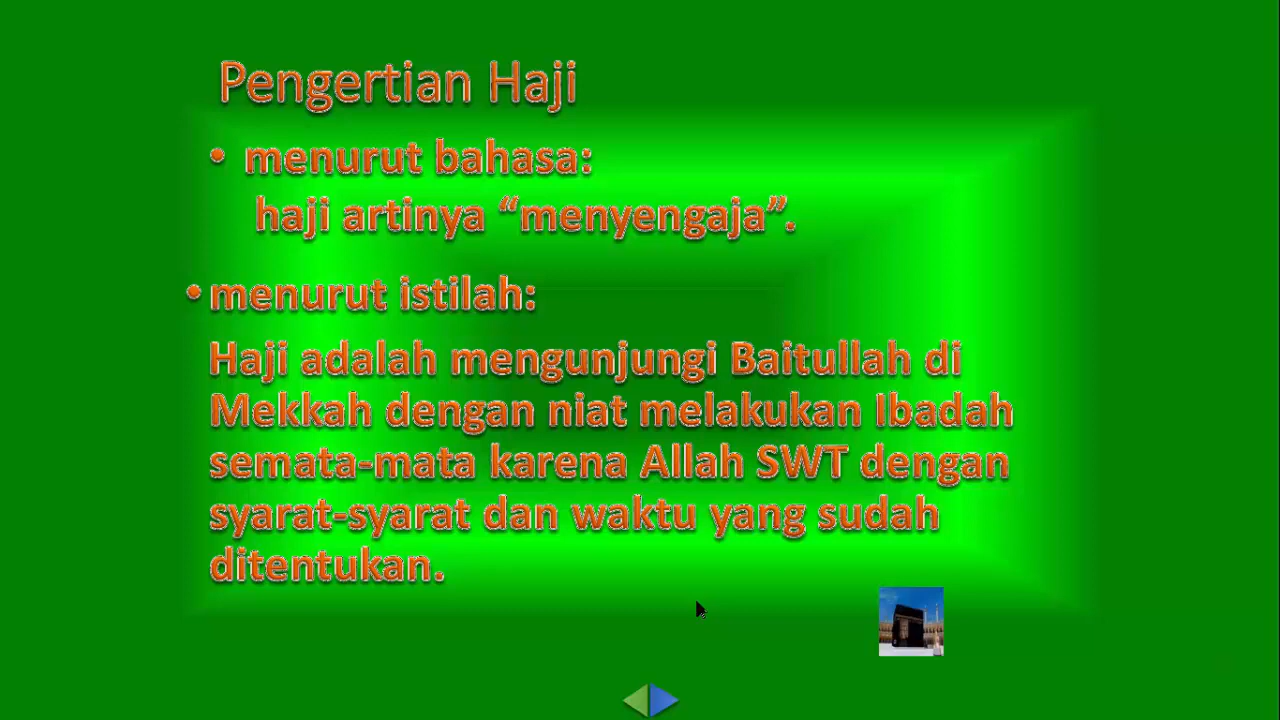 Pengertian Haji
• menurut bahasa:
haji artinya “menyengaja”.
• menurut istilah:
Haji adalah mengunjungi Baitullah di
Mekkah dengan niat melakukan Ibadah
semata-mata karena Allah SWT dengan
syarat-syarat dan waktu yang sudah
ditentukan.